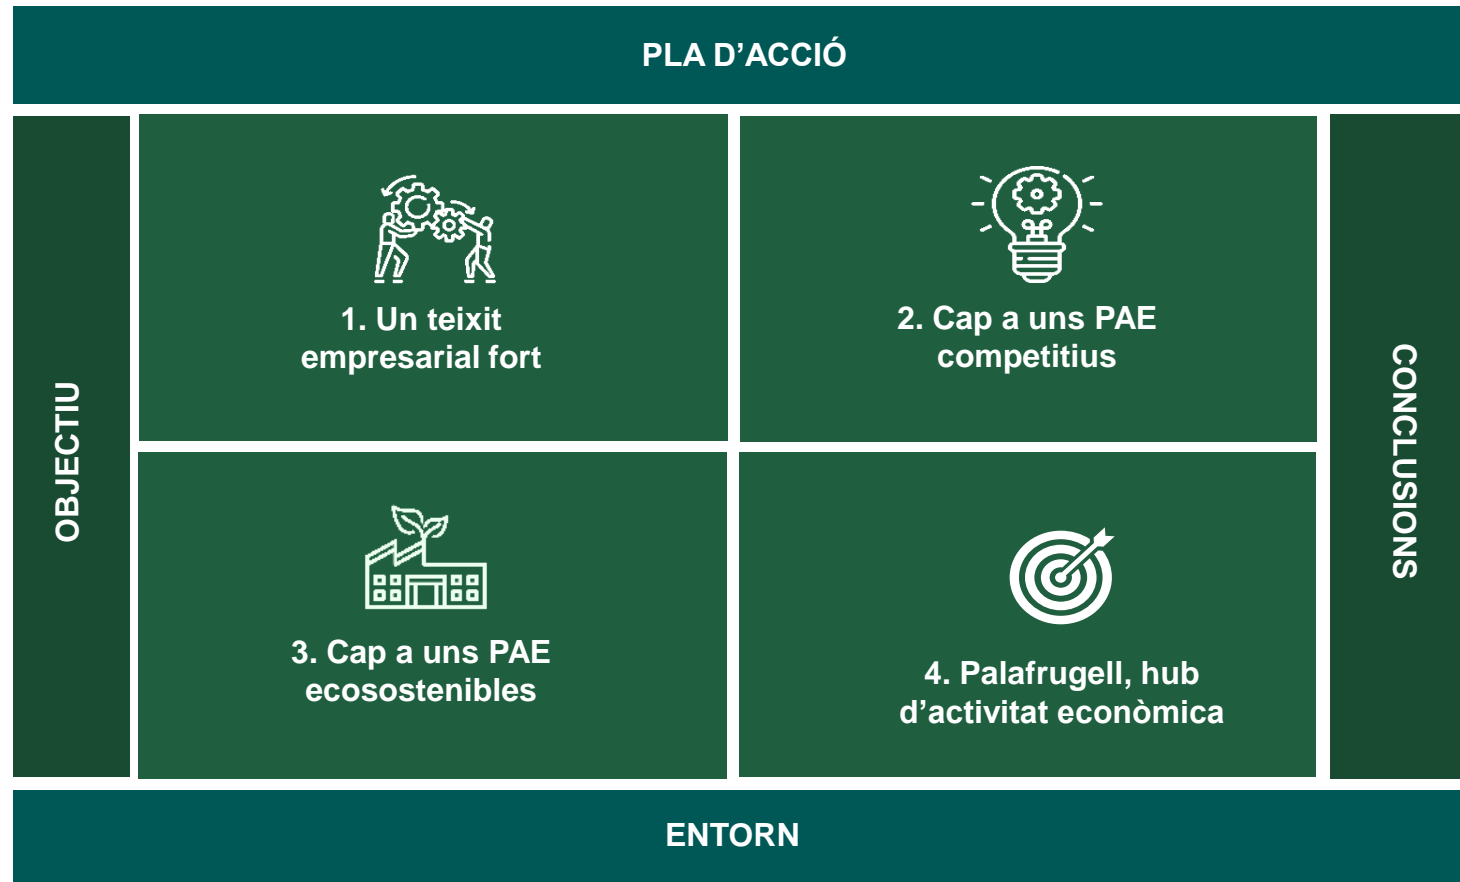 PLA D’ACCIÓ
OBJECTIU
1. Un teixit
empresarial fort
2. Cap a uns PAE
competitius
3. Cap a uns PAE
ecosostenibles
4. Palafrugell, hub
d’activitat econòmica
CONCLUSIONS
ENTORN